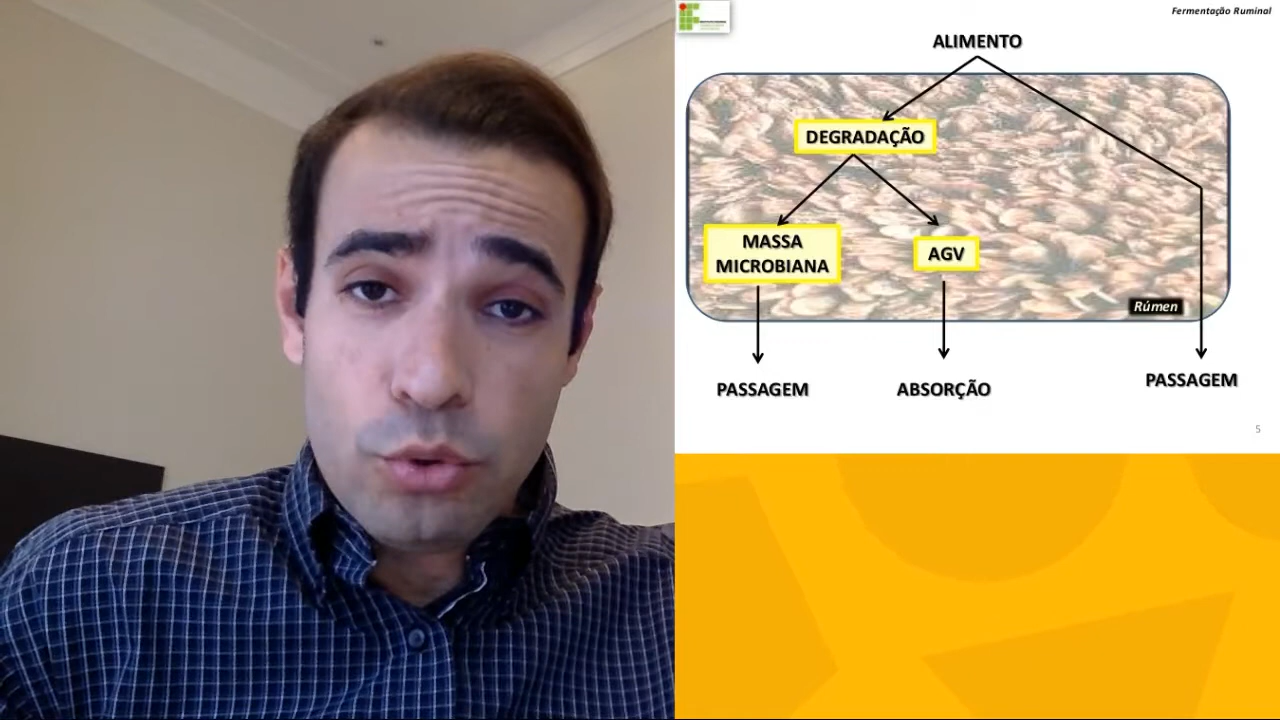 Fermentação Ruminal
ALIMENTO
DEGRADAÇÃO
MASSA
MICROBIANA
AGV
Rúmen
PASSAGEM
ABSORÇÃO
PASSAGEM
5